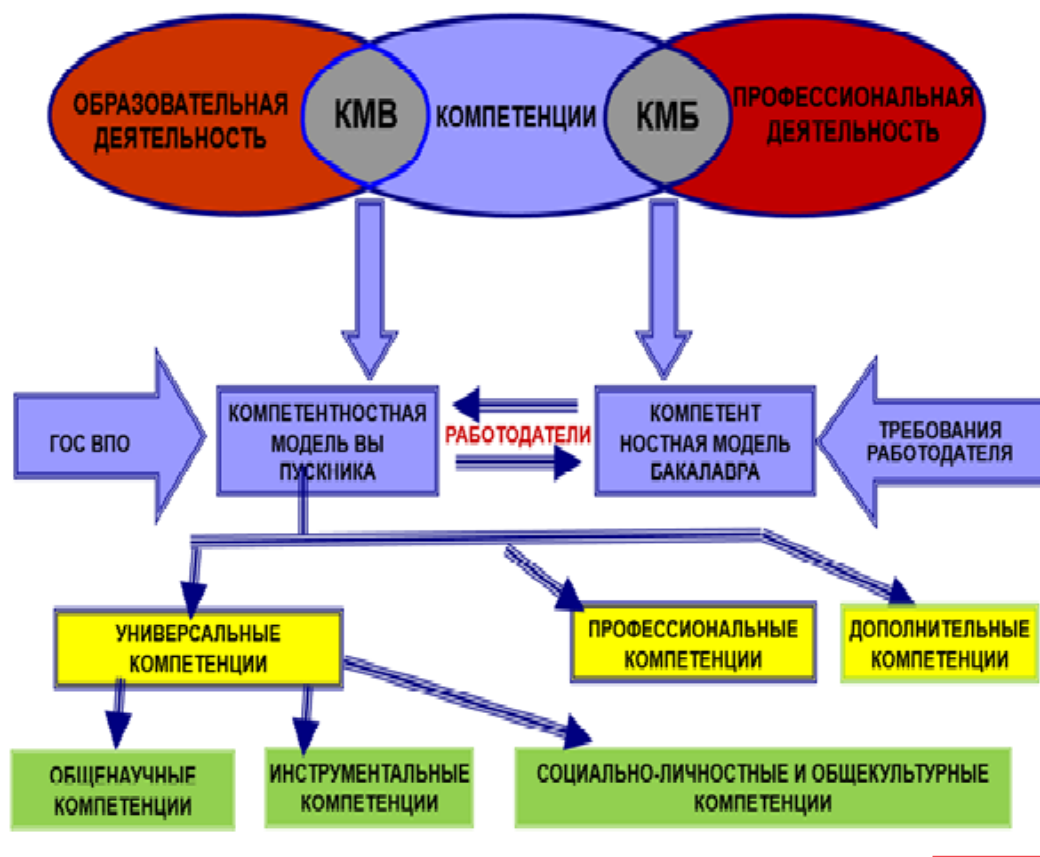 ОБРАЗОВАТЕЛЬНАЯ
ДЕЯТЕЛЬНОСТЬ
КМВ
КОМПЕТЕНЦИИ
КМБ
ПРОФЕССИОНАЛЬНАЯ
ДЕЯТЕЛЬНОСТЬ
ГОС ВПО
КОМПЕТЕНТНОСТНАЯ
МОДЕЛЬ ВЫ
ПУСКНИКА
РАБОТОДАТЕЛИ
КОМПЕТЕНТ
НОСТНАЯ МОДЕЛЬ
БАКАЛАВРА
ТРЕБОВАНИЯ
РАБОТОДАТЕЛЯ
УНИВЕРСАЛЬНЫЕ
КОМПЕТЕНЦИИ
ПРОФЕССИОНАЛЬНЫЕ
КОМПЕТЕНЦИИ
ДОПОЛНИТЕЛЬНЫЕ
КОМПЕТЕНЦИИ
ОБЩЕНАУЧНЫЕ
КОМПЕТЕНЦИИ
ИНСТРУМЕНТАЛЬНЫЕ
КОМПЕТЕНЦИИ
СОЦИАЛЬНО-ЛИЧНОСТНЫЕ И ОБЩЕКУЛЬТУРНЫЕ
КОМПЕТЕНЦИИ